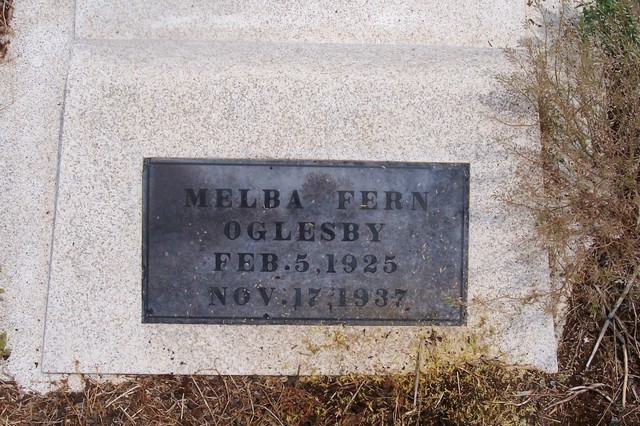 MELBA FERN
OGLESBY
FEB. 5, 1925
NOV. 17, 1937